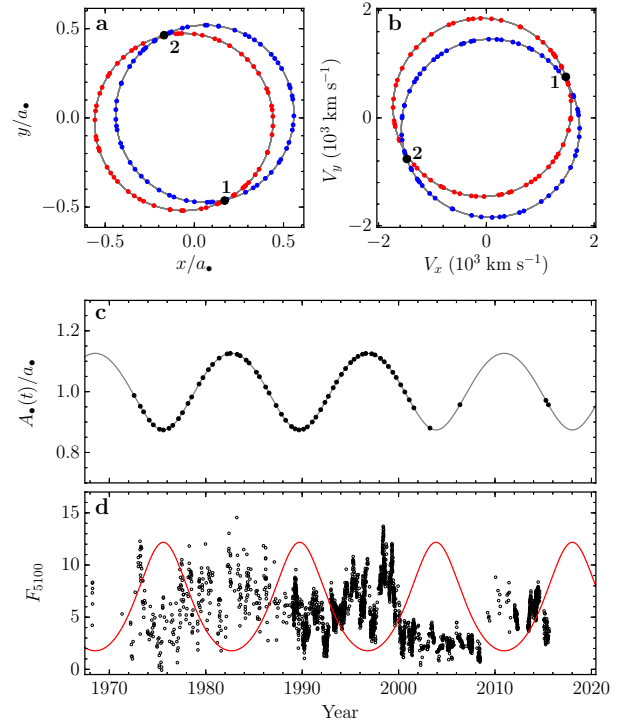 a
b
0.5
0.0
−0.5
y/a•
2
1
−0.5
0.0
0.5
x/a•
2
0
−2
V_y (10³ km s⁻¹)
1
2
−2
0
2
V_x (10³ km s⁻¹)
c
1.2
1.0
0.8
A•(t)/a•
d
15
10
5
0
F₅₁₀₀
1970
1980
1990
2000
2010
2020
Year